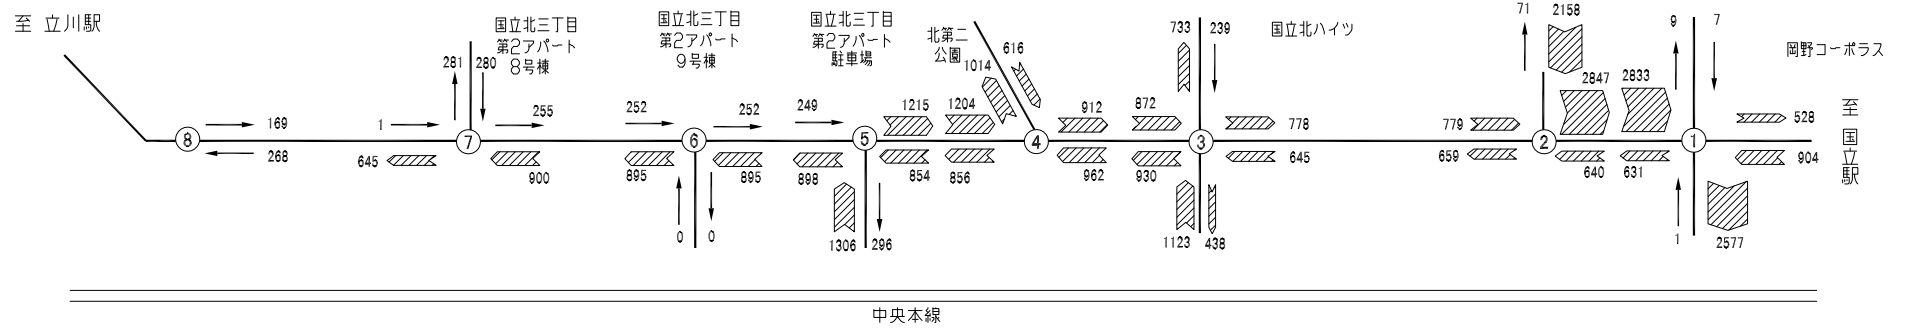 至 立川駅
国立北三丁目
第2アパート
8号棟
国立北三丁目
第2アパート
9号棟
国立北三丁目
第2アパート
駐車場
北第二
公園
国立北ハイツ
岡野コーポラス
至
国
立
駅
71
2158
9
7
733
239
616
1014
281
280
2847
2833
169
1
255
252
252
249
1215
1204
912
872
778
779
528
8
7
6
5
4
3
2
1
268
645
900
895
895
898
854
856
962
930
645
659
640
631
904
0
0
1306
296
1123
438
1
2577
中央本線